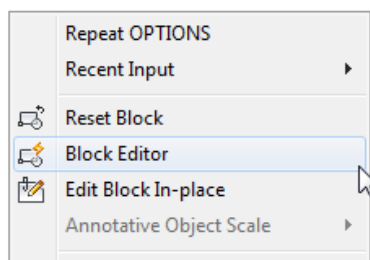 Repeat OPTIONS
Recent Input
Reset Block
Block Editor
Edit Block In-place
Annotative Object Scale